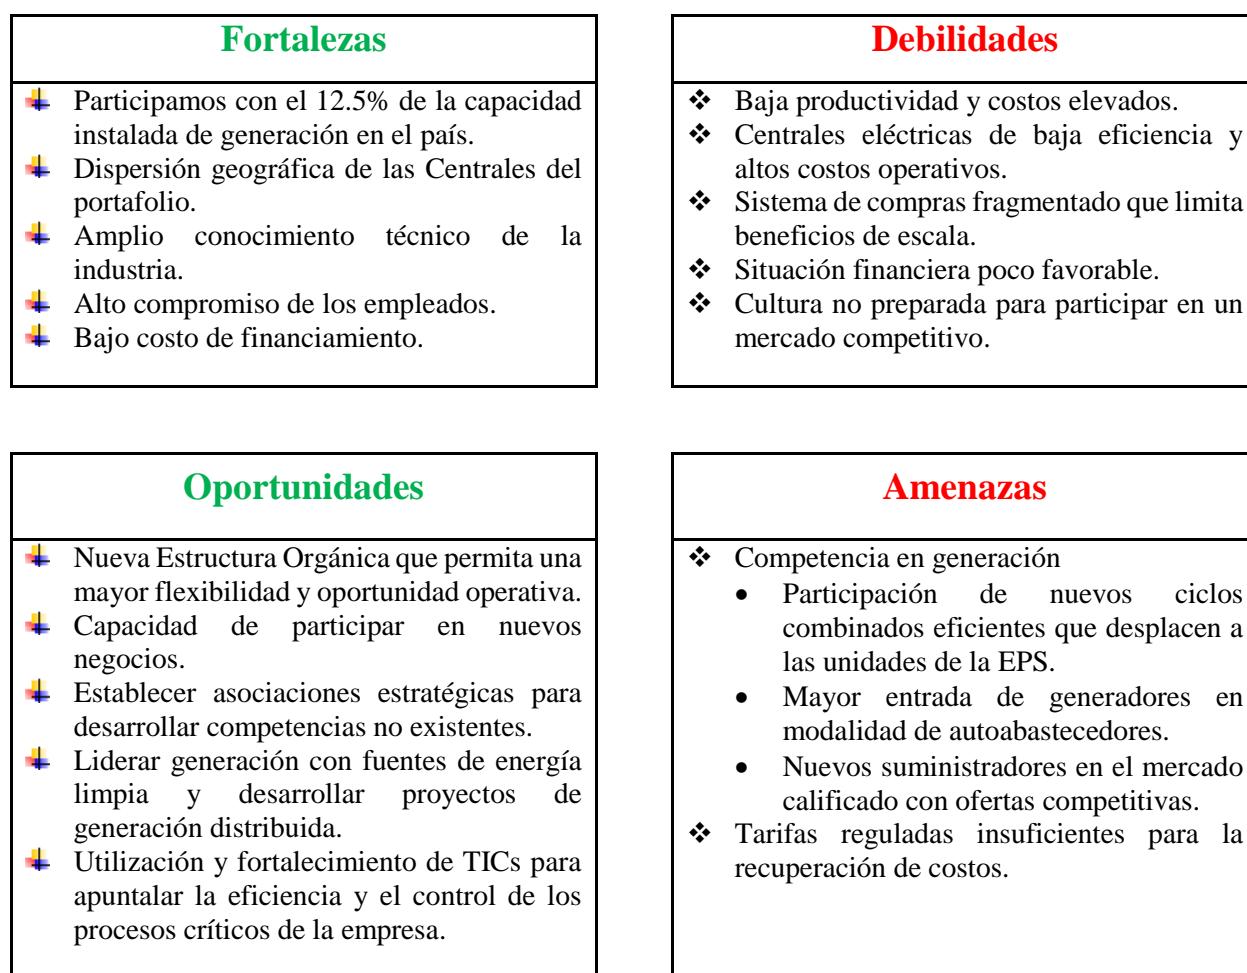 Fortalezas
Participamos con el 12.5% de la capacidad
instalada de generación en el país.
Dispersión geográfica de las Centrales del
portafolio.
Amplio conocimiento técnico de la
industria.
Alto compromiso de los empleados.
Bajo costo de financiamiento.
Debilidades
❖ Baja productividad y costos elevados.
❖ Centrales eléctricas de baja eficiencia y
altos costos operativos.
❖ Sistema de compras fragmentado que limita
beneficios de escala.
❖ Situación financiera poco favorable.
❖ Cultura no preparada para participar en un
mercado competitivo.
Oportunidades
Nueva Estructura Orgánica que permita una
mayor flexibilidad y oportunidad operativa.
Capacidad de participar en nuevos
negocios.
Establecer asociaciones estratégicas para
desarrollar competencias no existentes.
Liderar generación con fuentes de energía
limpia y desarrollar proyectos de
generación distribuida.
Utilización y fortalecimiento de TICs para
apuntalar la eficiencia y el control de los
procesos críticos de la empresa.
Amenazas
❖ Competencia en generación
• Participación de nuevos ciclos
combinados eficientes que desplacen a
las unidades de la EPS.
• Mayor entrada de generadores en
modalidad de autoabastecedores.
• Nuevos suministradores en el mercado
calificado con ofertas competitivas.
❖ Tarifas reguladas insuficientes para la
recuperación de costos.